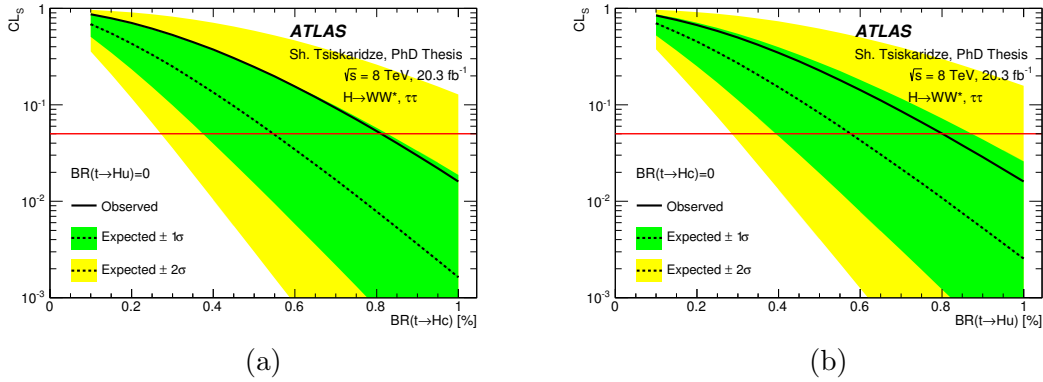 CLS
1
10-1
10-2
10-3
ATLAS
Sh. Tsiskaridze, PhD Thesis
√s = 8 TeV, 20.3 fb-1
H→WW*, ττ
BR(t→Hu)=0
Observed
Expected ± 1σ
Expected ± 2σ
0 0.2 0.4 0.6 0.8 1
BR(t→Hc) [%]
(a)
CLS
1
10-1
10-2
10-3
ATLAS
Sh. Tsiskaridze, PhD Thesis
√s = 8 TeV, 20.3 fb-1
H→WW*, ττ
BR(t→Hc)=0
Observed
Expected ± 1σ
Expected ± 2σ
0 0.2 0.4 0.6 0.8 1
BR(t→Hu) [%]
(b)